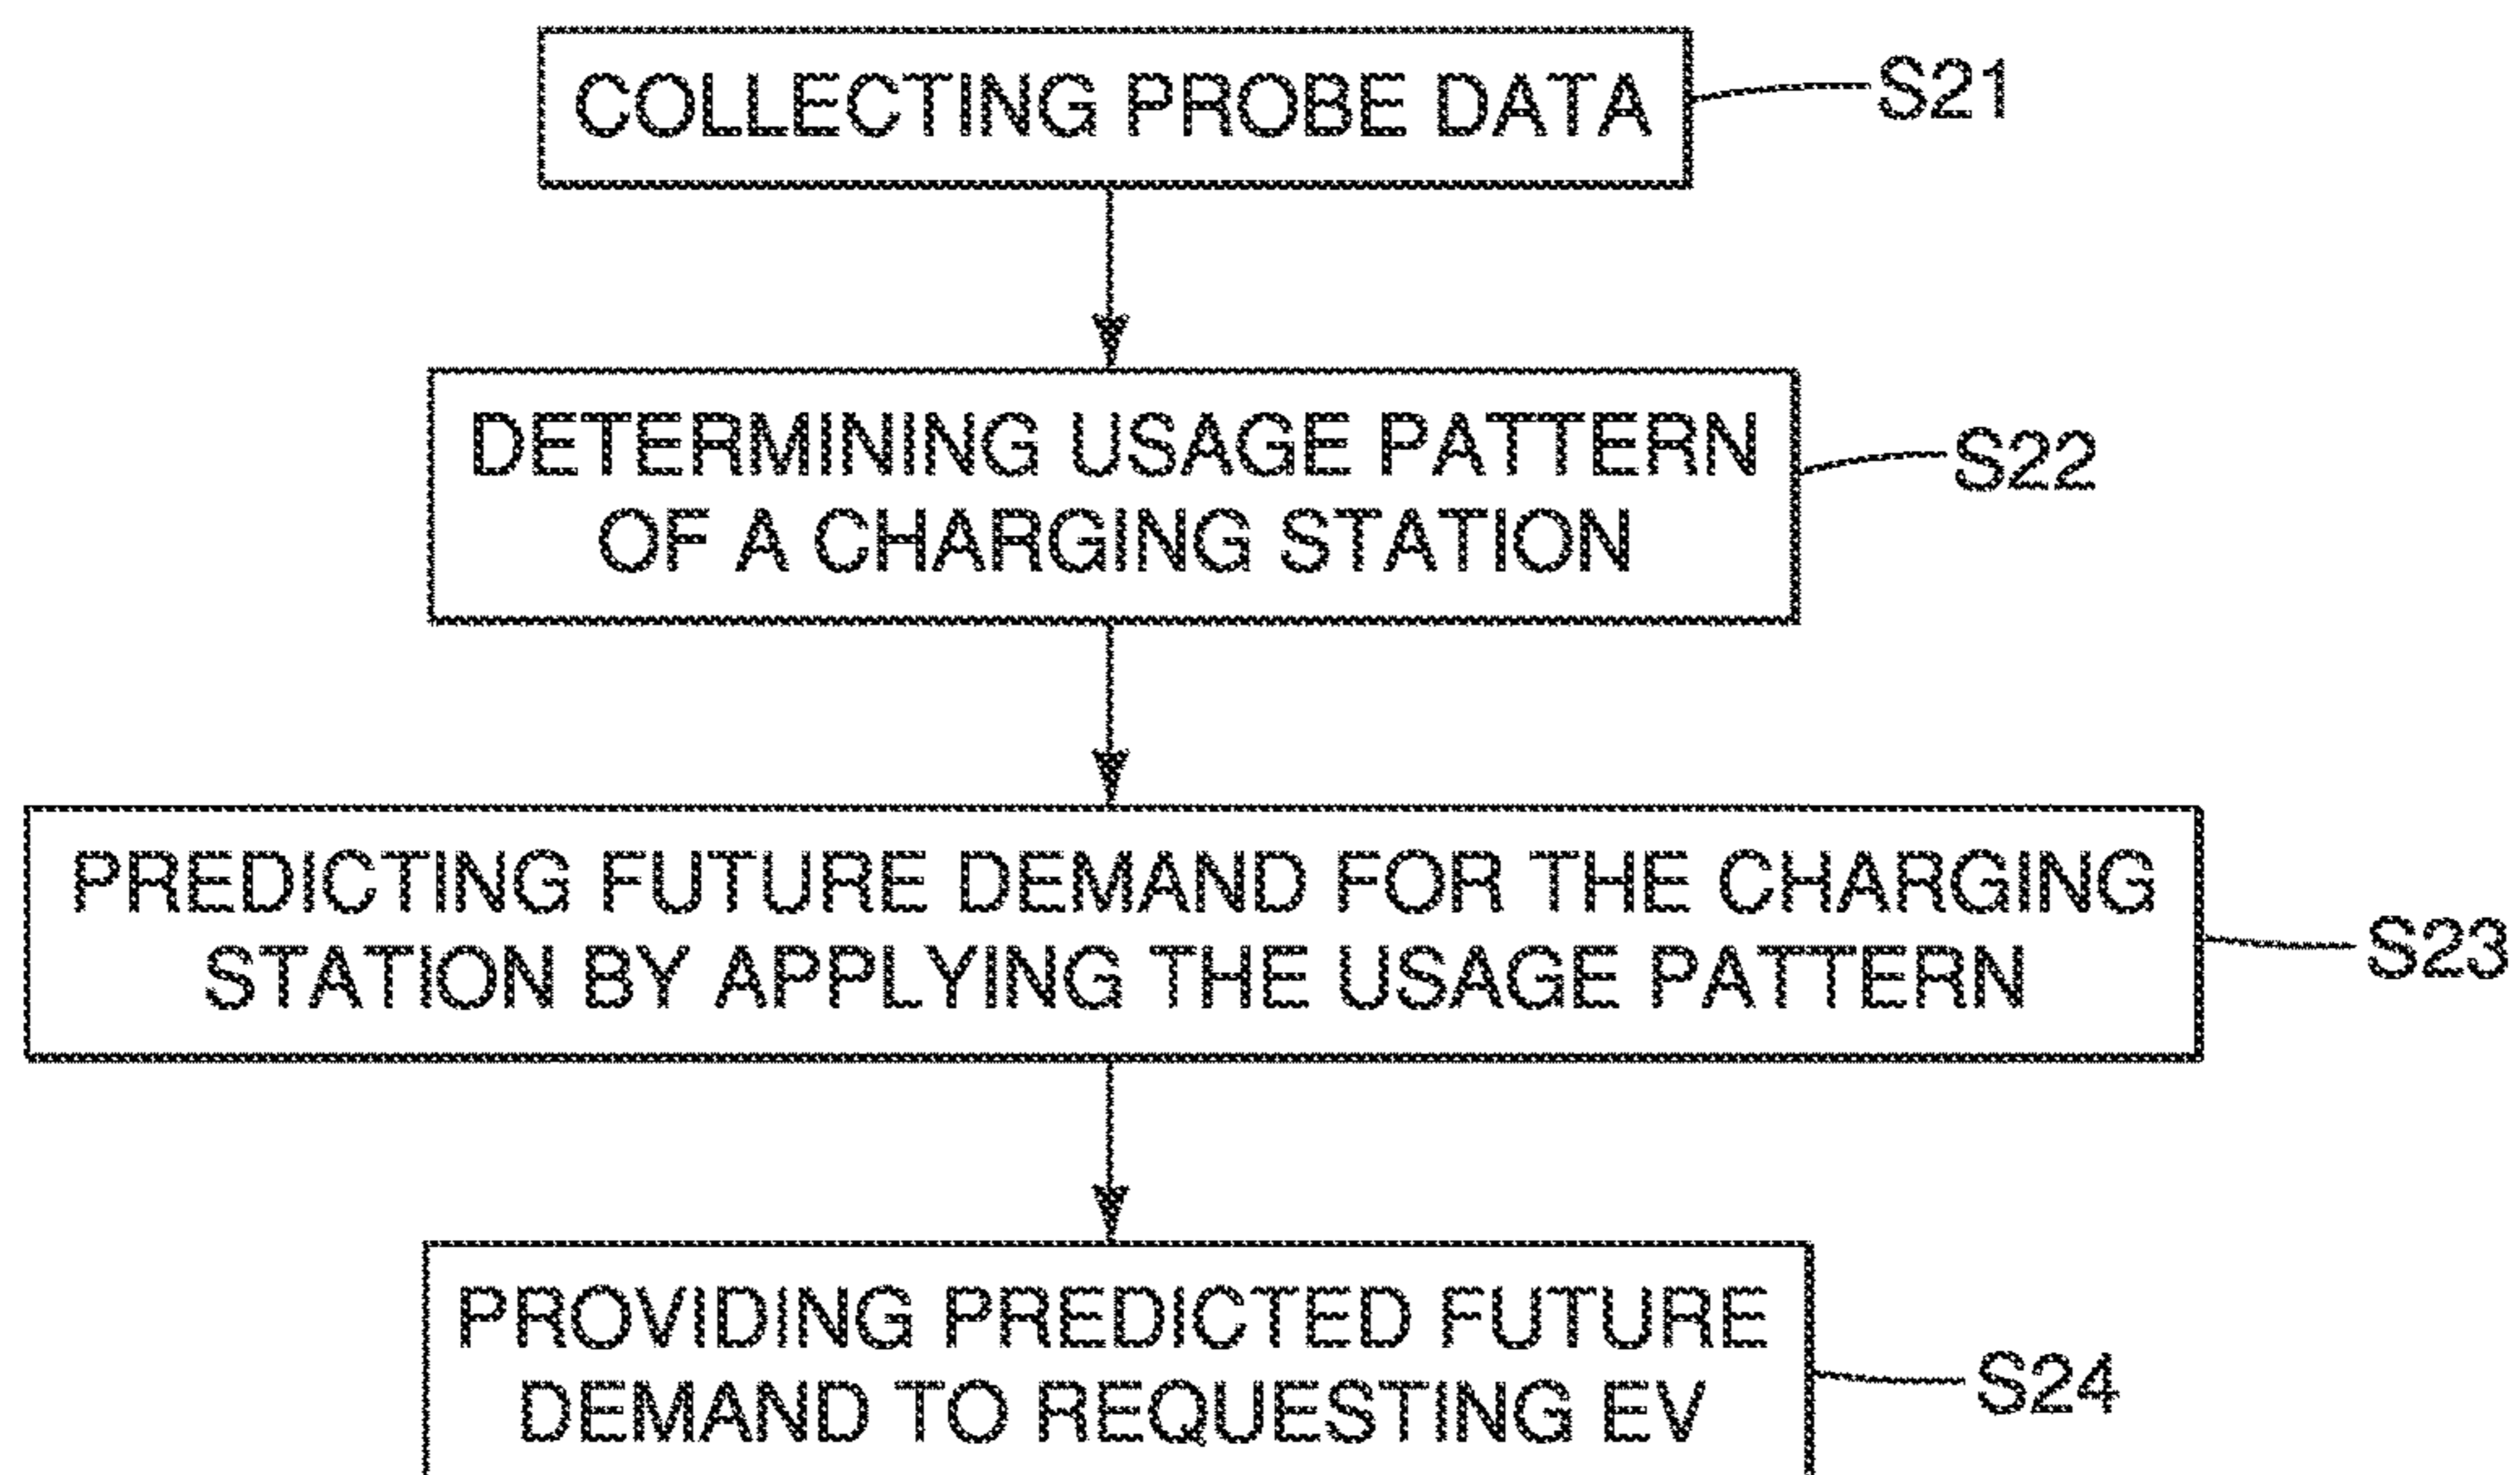 COLLECTING PROBE DATA
S21
DETERMINING USAGE PATTERN
OF A CHARGING STATION
S22
PREDICTING FUTURE DEMAND FOR THE CHARGING
STATION BY APPLYING THE USAGE PATTERN
S23
PROVIDING PREDICTED FUTURE
DEMAND TO REQUESTING EV
S24